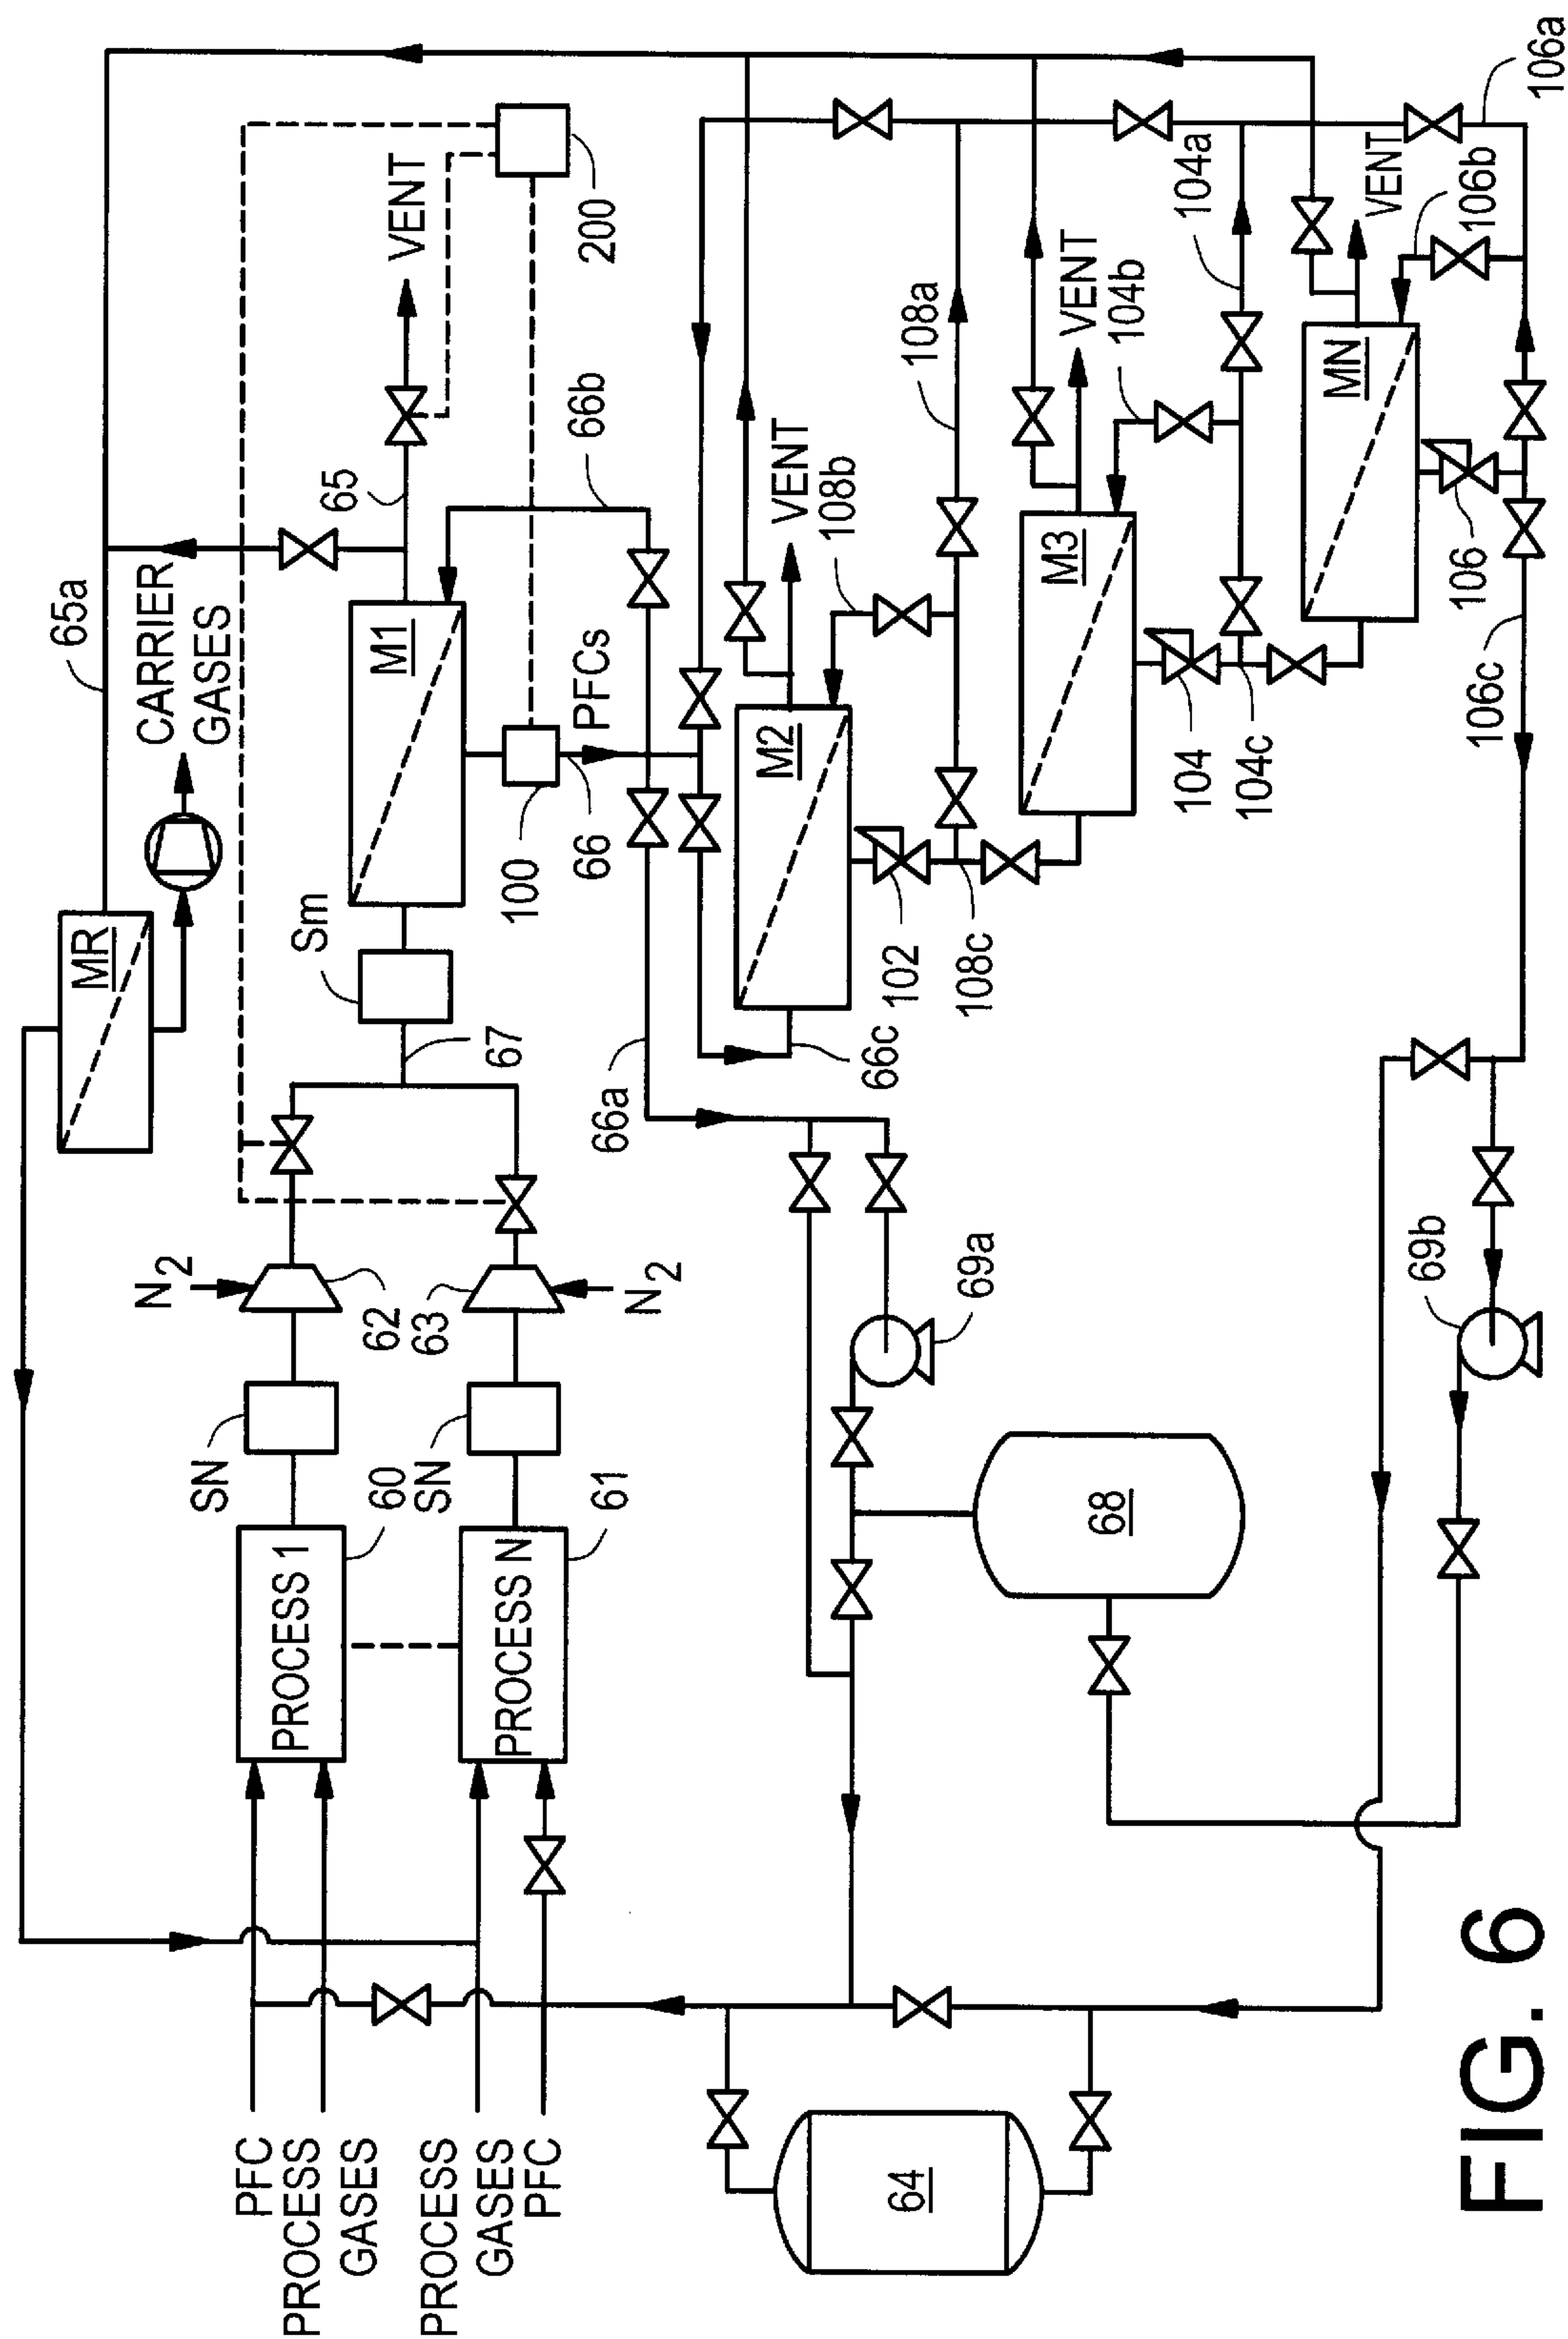 65a
MR
CARRIER
GASES
65
VENT
200
M1
66b
100
PFCs
66
Sm
67
N2
62
63
N2
SN
SN
PROCESS 1
60
PROCESS N
61
PFC
PROCESS
GASES
PROCESS
GASES
PFC
66a
66c
M2
VENT
108b
108a
102
108c
M3
VENT
104b
104a
104
104c
MN
VENT
106b
106a
106
106c
69a
69b
68
64
FIG. 6